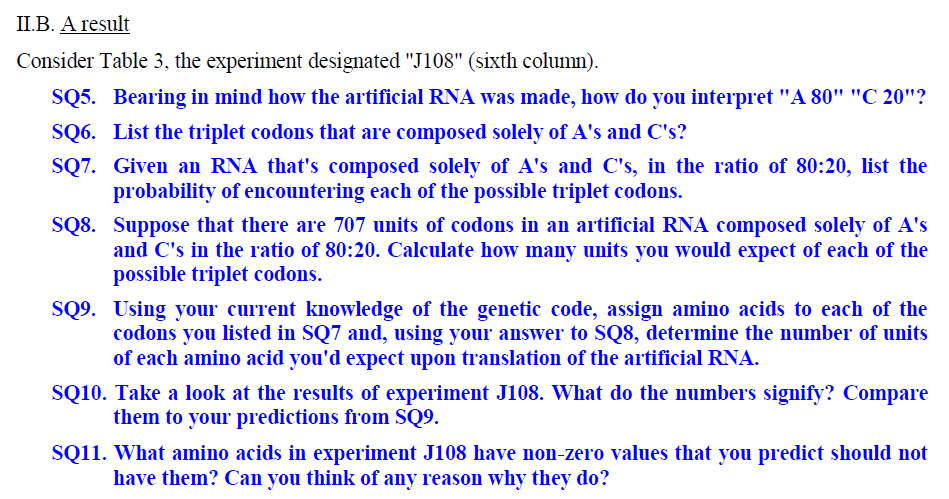 II.B. A result
Consider Table 3, the experiment designated "J108" (sixth column).
SQ5. Bearing in mind how the artificial RNA was made, how do you interpret "A 80" "C 20"?
SQ6. List the triplet codons that are composed solely of A's and C's?
SQ7. Given an RNA that's composed solely of A's and C's, in the ratio of 80:20, list the
probability of encountering each of the possible triplet codons.
SQ8. Suppose that there are 707 units of codons in an artificial RNA composed solely of A's
and C's in the ratio of 80:20. Calculate how many units you would expect of each of the
possible triplet codons.
SQ9. Using your current knowledge of the genetic code, assign amino acids to each of the
codons you listed in SQ7 and, using your answer to SQ8, determine the number of units
of each amino acid you'd expect upon translation of the artificial RNA.
SQ10. Take a look at the results of experiment J108. What do the numbers signify? Compare
them to your predictions from SQ9.
SQ11. What amino acids in experiment J108 have non-zero values that you predict should not
have them? Can you think of any reason why they do?